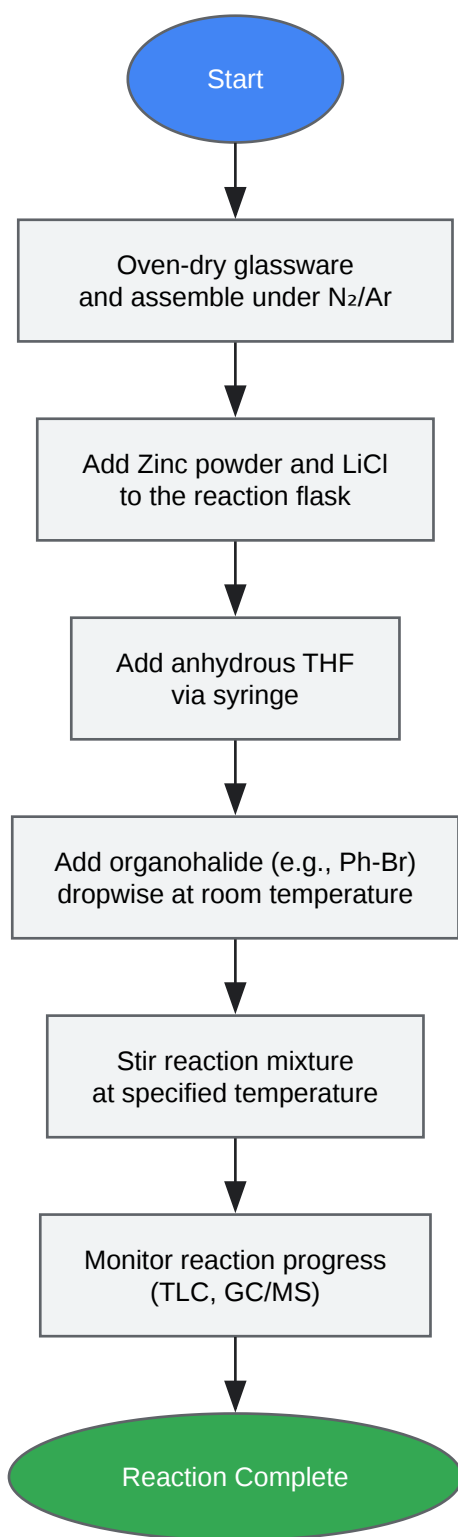 Start
Oven-dry glassware
and assemble under N₂/Ar
Add Zinc powder and LiCl
to the reaction flask
Add anhydrous THF
via syringe
Add organohalide (e.g., Ph-Br)
dropwise at room temperature
Stir reaction mixture
at specified temperature
Monitor reaction progress
(TLC, GC/MS)
Reaction Complete